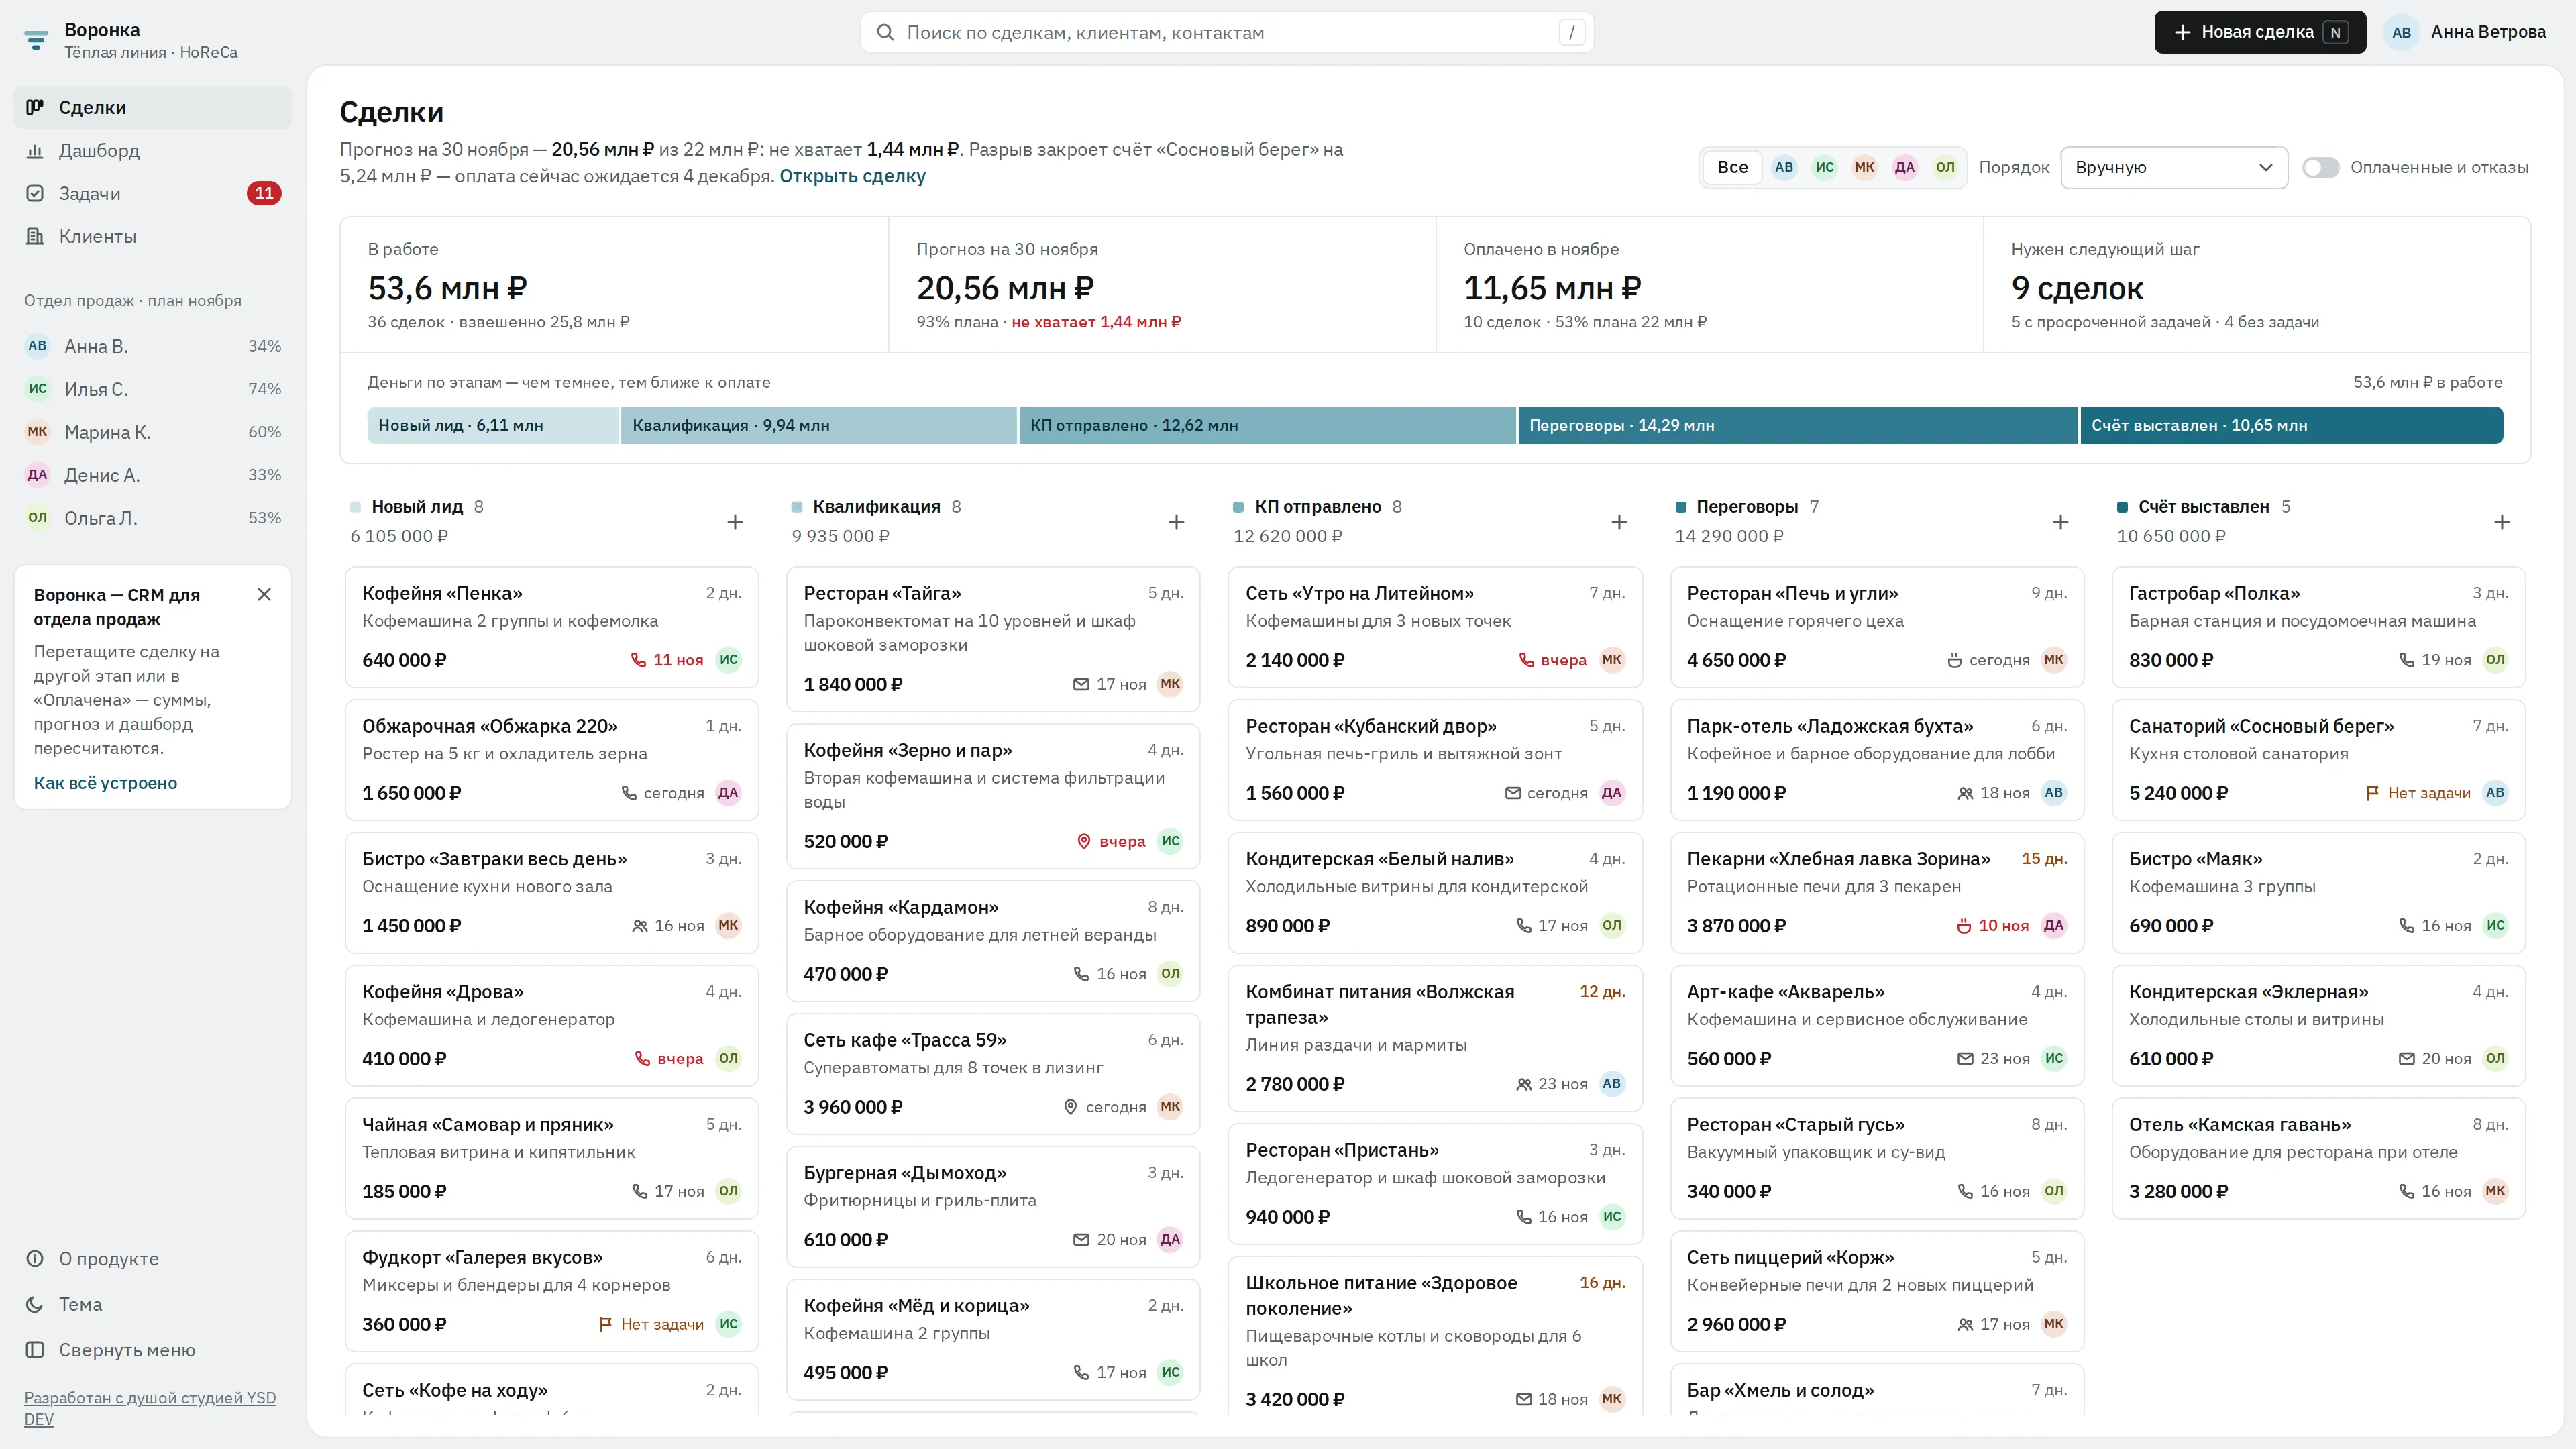 Воронка
Тёплая линия · HoReCa
Поиск по сделкам, клиентам, контактам
/
Новая сделка N
АВ Анна Ветрова
Сделки
Дашборд
Задачи 11
Клиенты
Отдел продаж · план ноября
АВ Анна В. 34%
ИС Илья С. 74%
МК Марина К. 60%
ДА Денис А. 33%
ОЛ Ольга Л. 53%
Воронка — CRM для
отдела продаж
Перетащите сделку на
другой этап или в
«Оплачена» — суммы,
прогноз и дашборд
пересчитаются.
Как всё устроено
О продукте
Тема
Свернуть меню
Разработан с душой студией YSD
DEV
Сделки
Прогноз на 30 ноября — 20,56 млн ₽ из 22 млн ₽: не хватает 1,44 млн ₽. Разрыв закроет счёт «Сосновый берег» на
5,24 млн ₽ — оплата сейчас ожидается 4 декабря. Открыть сделку
Все АВ ИС МК ДА ОЛ Порядок Вручную Оплаченные и отказы
В работе
53,6 млн ₽
36 сделок · взвешенно 25,8 млн ₽
Прогноз на 30 ноября
20,56 млн ₽
93% плана · не хватает 1,44 млн ₽
Оплачено в ноябре
11,65 млн ₽
10 сделок · 53% плана 22 млн ₽
Нужен следующий шаг
9 сделок
5 с просроченной задачей · 4 без задачи
Деньги по этапам — чем темнее, тем ближе к оплате
53,6 млн ₽ в работе
Новый лид · 6,11 млн
Квалификация · 9,94 млн
КП отправлено · 12,62 млн
Переговоры · 14,29 млн
Счёт выставлен · 10,65 млн
Новый лид 8
6 105 000 ₽
Кофейня «Пенка» 2 дн.
Кофемашина 2 группы и кофемолка
640 000 ₽ 11 ноя ИС
Обжарочная «Обжарка 220» 1 дн.
Ростер на 5 кг и охладитель зерна
1 650 000 ₽ сегодня ДА
Бистро «Завтраки весь день» 3 дн.
Оснащение кухни нового зала
1 450 000 ₽ 16 ноя МК
Кофейня «Дрова» 4 дн.
Кофемашина и ледогенератор
410 000 ₽ вчера ОЛ
Чайная «Самовар и пряник» 5 дн.
Тепловая витрина и кипятильник
185 000 ₽ 17 ноя ОЛ
Фудкорт «Галерея вкусов» 6 дн.
Миксеры и блендеры для 4 корнеров
360 000 ₽ Нет задачи ИС
Сеть «Кофе на ходу» 2 дн.
Квалификация 8
9 935 000 ₽
Ресторан «Тайга» 5 дн.
Пароконвектомат на 10 уровней и шкаф
шоковой заморозки
1 840 000 ₽ 17 ноя МК
Кофейня «Зерно и пар» 4 дн.
Вторая кофемашина и система фильтрации
воды
520 000 ₽ вчера ИС
Кофейня «Кардамон» 8 дн.
Барное оборудование для летней веранды
470 000 ₽ 16 ноя ОЛ
Сеть кафе «Трасса 59» 6 дн.
Суперавтоматы для 8 точек в лизинг
3 960 000 ₽ сегодня МК
Бургерная «Дымоход» 3 дн.
Фритюрницы и гриль-плита
610 000 ₽ 20 ноя ДА
Кофейня «Мёд и корица» 2 дн.
Кофемашина 2 группы
495 000 ₽ 17 ноя ИС
КП отправлено 8
12 620 000 ₽
Сеть «Утро на Литейном» 7 дн.
Кофемашины для 3 новых точек
2 140 000 ₽ вчера МК
Ресторан «Кубанский двор» 5 дн.
Угольная печь-гриль и вытяжной зонт
1 560 000 ₽ сегодня ДА
Кондитерская «Белый налив» 4 дн.
Холодильные витрины для кондитерской
890 000 ₽ 17 ноя ОЛ
Комбинат питания «Волжская 12 дн.
трапеза»
Линия раздачи и мармиты
2 780 000 ₽ 23 ноя АВ
Ресторан «Пристань» 3 дн.
Ледогенератор и шкаф шоковой заморозки
940 000 ₽ 16 ноя ИС
Школьное питание «Здоровое 16 дн.
поколение»
Пищеварочные котлы и сковороды для 6
школ
3 420 000 ₽ 18 ноя МК
Переговоры 7
14 290 000 ₽
Ресторан «Печь и угли» 9 дн.
Оснащение горячего цеха
4 650 000 ₽ сегодня МК
Парк-отель «Ладожская бухта» 6 дн.
Кофейное и барное оборудование для лобби
1 190 000 ₽ 18 ноя АВ
Пекарни «Хлебная лавка Зорина» 15 дн.
Ротационные печи для 3 пекарен
3 870 000 ₽ 10 ноя ДА
Арт-кафе «Акварель» 4 дн.
Кофемашина и сервисное обслуживание
560 000 ₽ 23 ноя ИС
Ресторан «Старый гусь» 8 дн.
Вакуумный упаковщик и су-вид
340 000 ₽ 16 ноя ОЛ
Сеть пиццерий «Корж» 5 дн.
Конвейерные печи для 2 новых пиццерий
2 960 000 ₽ 17 ноя МК
Бар «Хмель и солод» 7 дн.
Счёт выставлен 5
10 650 000 ₽
Гастробар «Полка» 3 дн.
Барная станция и посудомоечная машина
830 000 ₽ 19 ноя ОЛ
Санаторий «Сосновый берег» 7 дн.
Кухня столовой санатория
5 240 000 ₽ Нет задачи АВ
Бистро «Маяк» 2 дн.
Кофемашина 3 группы
690 000 ₽ 16 ноя ИС
Кондитерская «Эклерная» 4 дн.
Холодильные столы и витрины
610 000 ₽ 20 ноя ОЛ
Отель «Камская гавань» 8 дн.
Оборудование для ресторана при отеле
3 280 000 ₽ 16 ноя МК